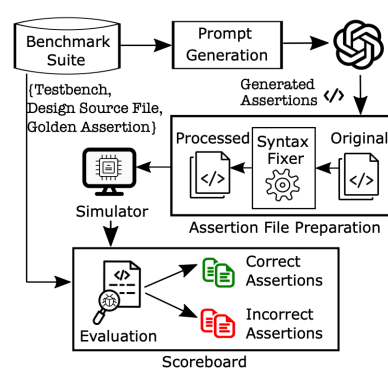 Benchmark
Suite
Prompt
Generation
{Testbench,
Design Source File,
Golden Assertion}
Generated
Assertions </>
Processed
Syntax
Fixer
Original
</>
</>
Assertion File Preparation
Simulator
</>
Evaluation
Correct
Assertions
Incorrect
Assertions
Scoreboard